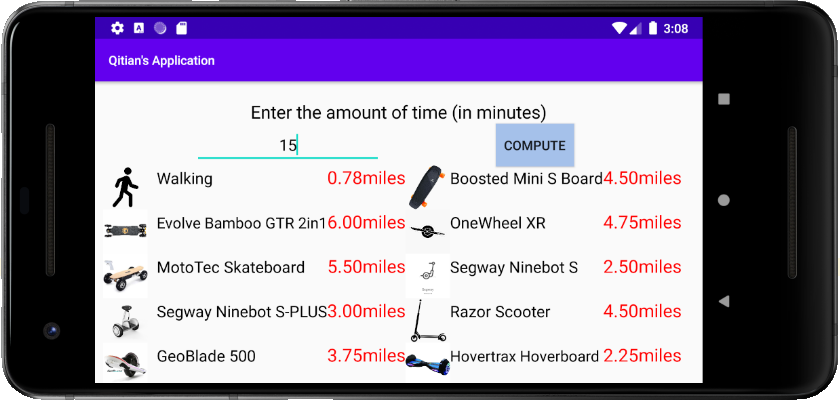 3:08
Qitian's Application
Enter the amount of time (in minutes)
15
COMPUTE
Walking 0.78miles
Boosted Mini S Board 4.50miles
Evolve Bamboo GTR 2in1 6.00miles
OneWheel XR 4.75miles
MotoTec Skateboard 5.50miles
Segway Ninebot S 2.50miles
Segway Ninebot S-PLUS 3.00miles
Razor Scooter 4.50miles
GeoBlade 500 3.75miles
Hovertrax Hoverboard 2.25miles